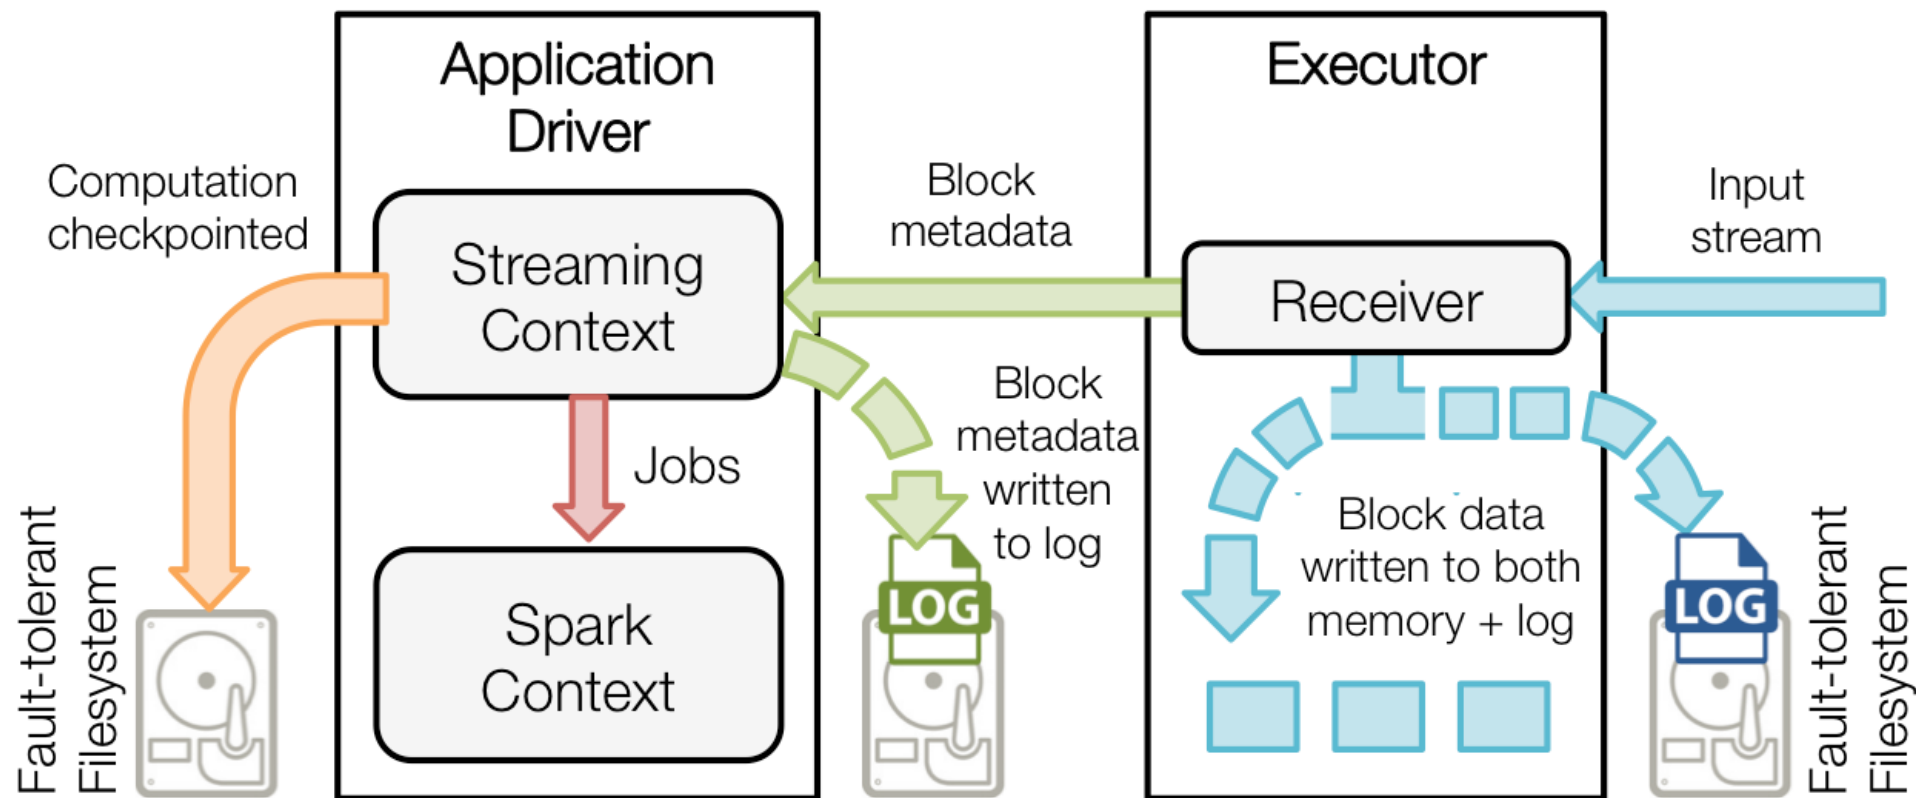 Application
Driver
Executor
Computation
checkpointed
Block
metadata
Input
stream
Streaming
Context
Receiver
Block
metadata
written
to log
Jobs
Block data
written to both
memory + log
Spark
Context
LOG
LOG
Fault-tolerant
Filesystem
Fault-tolerant
Filesystem